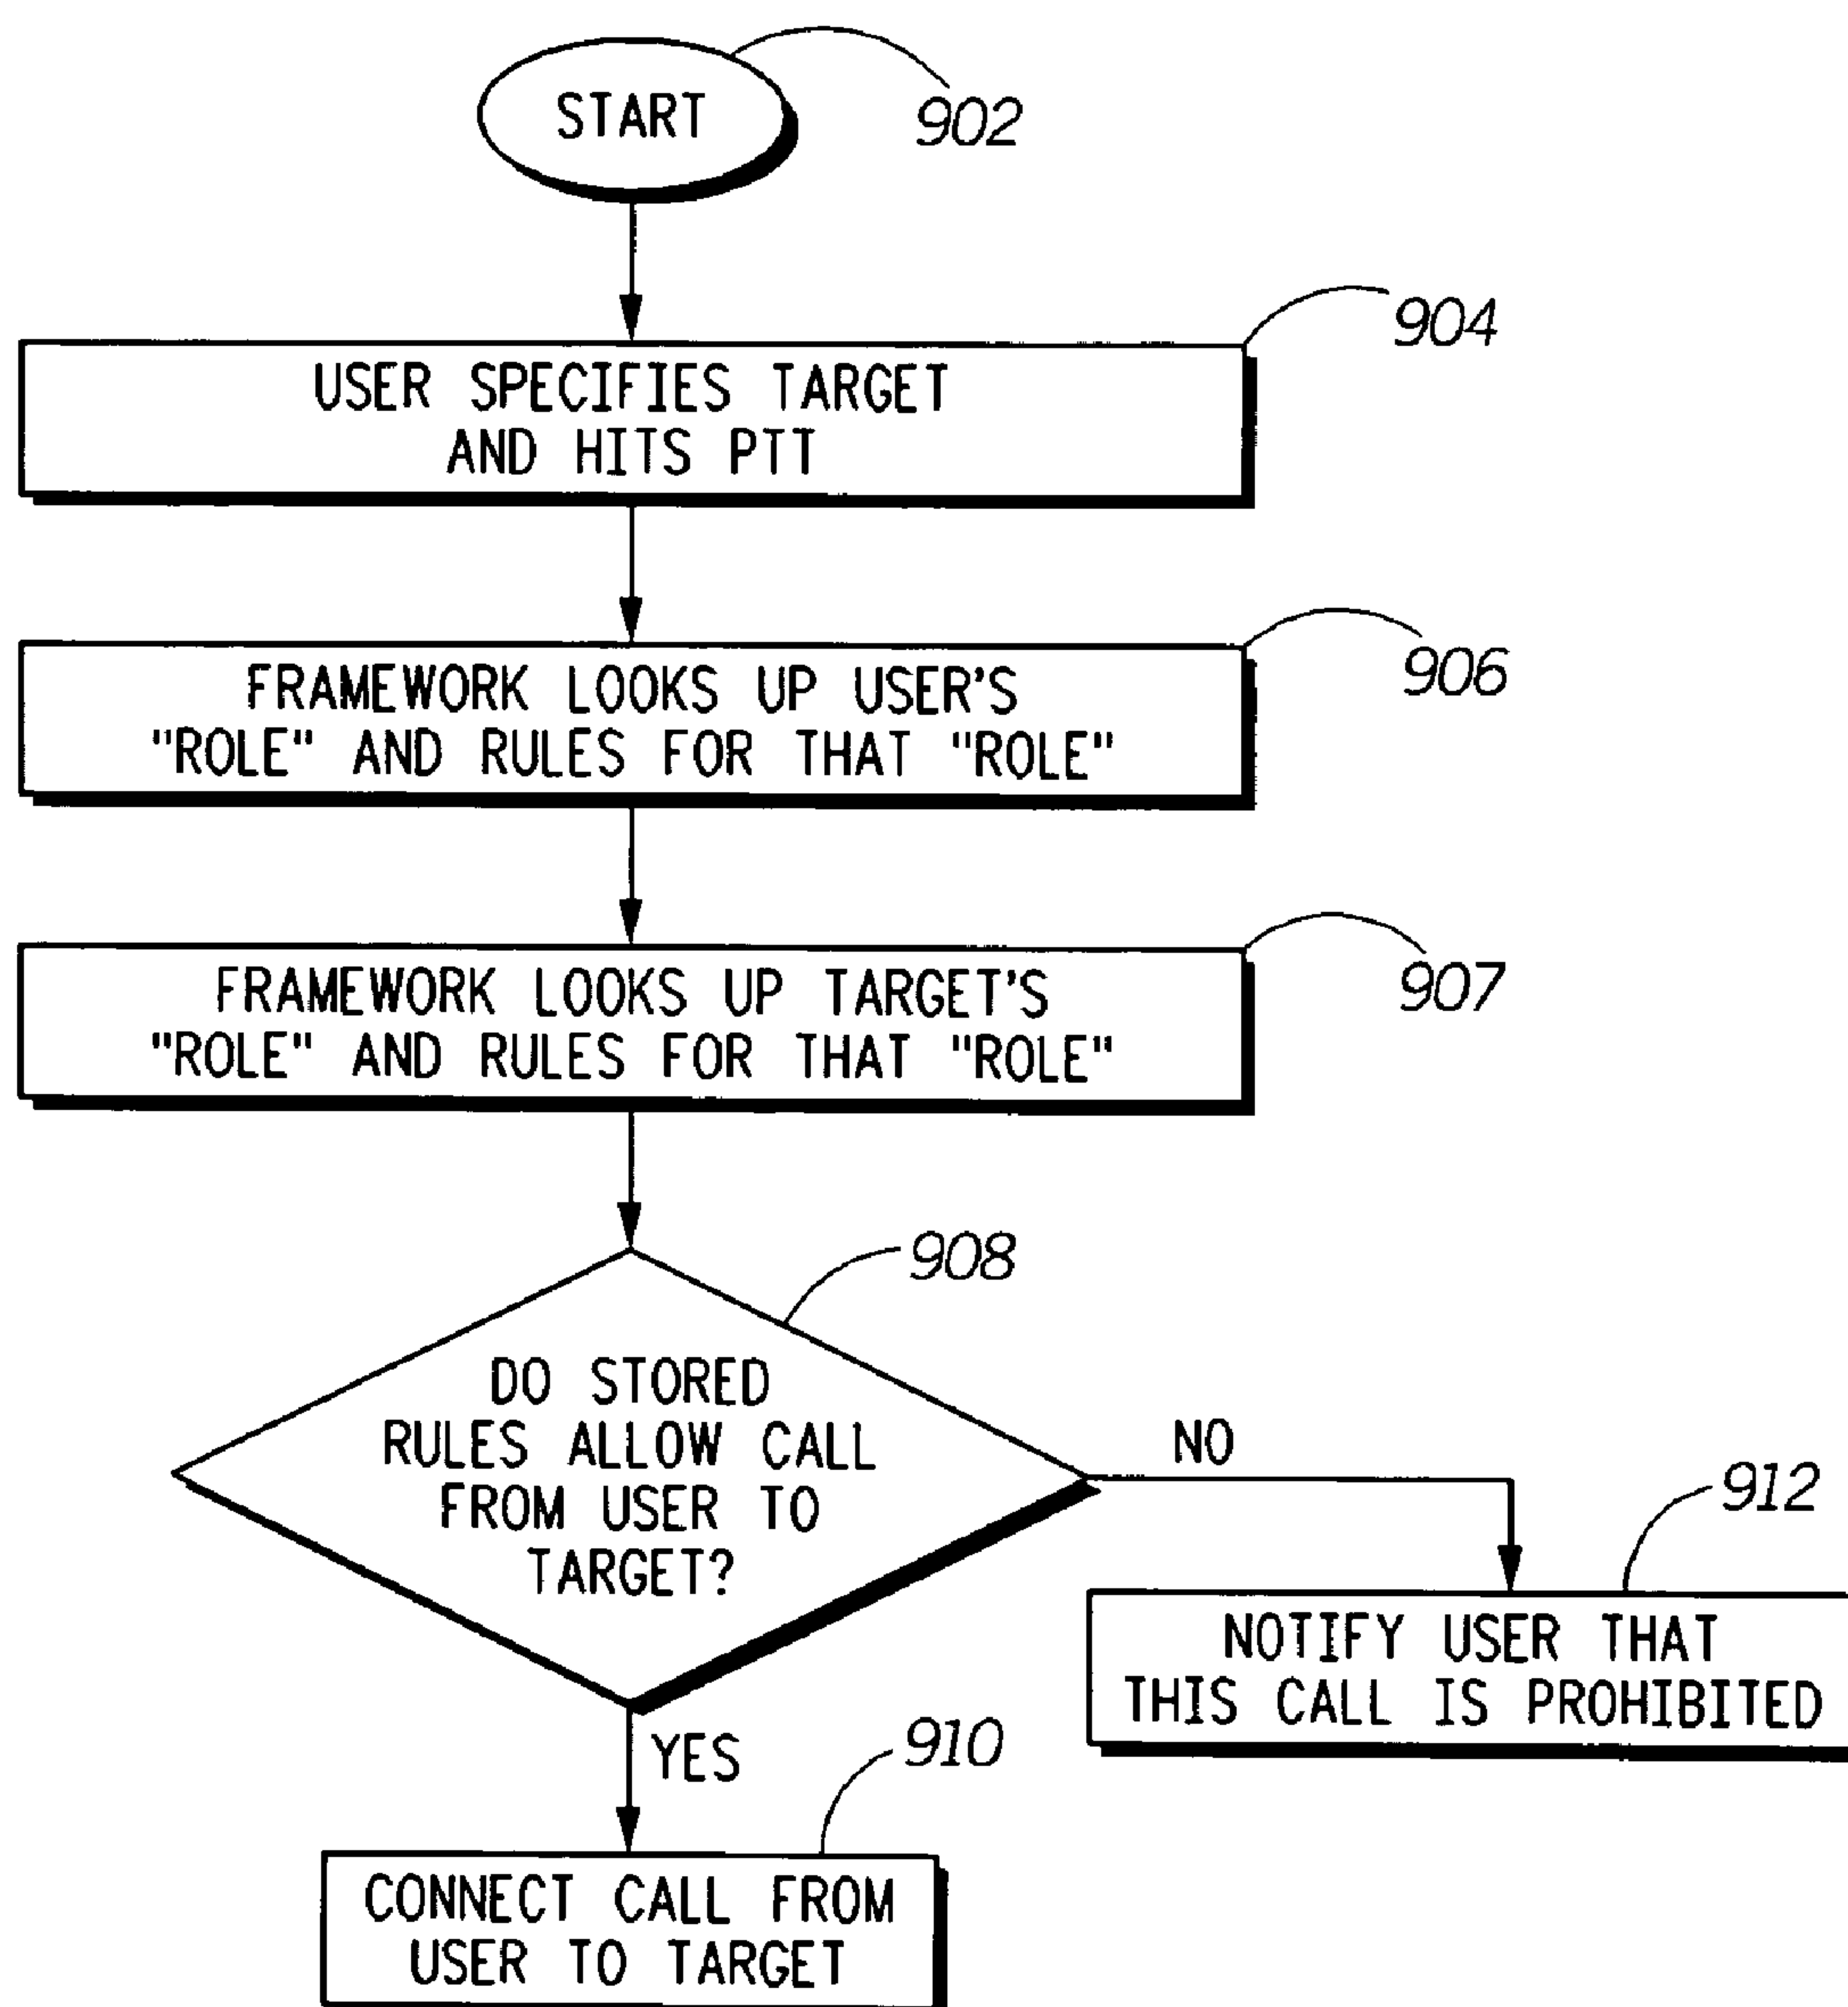 START
902
904
USER SPECIFIES TARGET
AND HITS PTT
906
FRAMEWORK LOOKS UP USER'S
"ROLE" AND RULES FOR THAT "ROLE"
907
FRAMEWORK LOOKS UP TARGET'S
"ROLE" AND RULES FOR THAT "ROLE"
908
DO STORED
RULES ALLOW CALL
FROM USER TO
TARGET?
NO
912
NOTIFY USER THAT
THIS CALL IS PROHIBITED
YES
910
CONNECT CALL FROM
USER TO TARGET